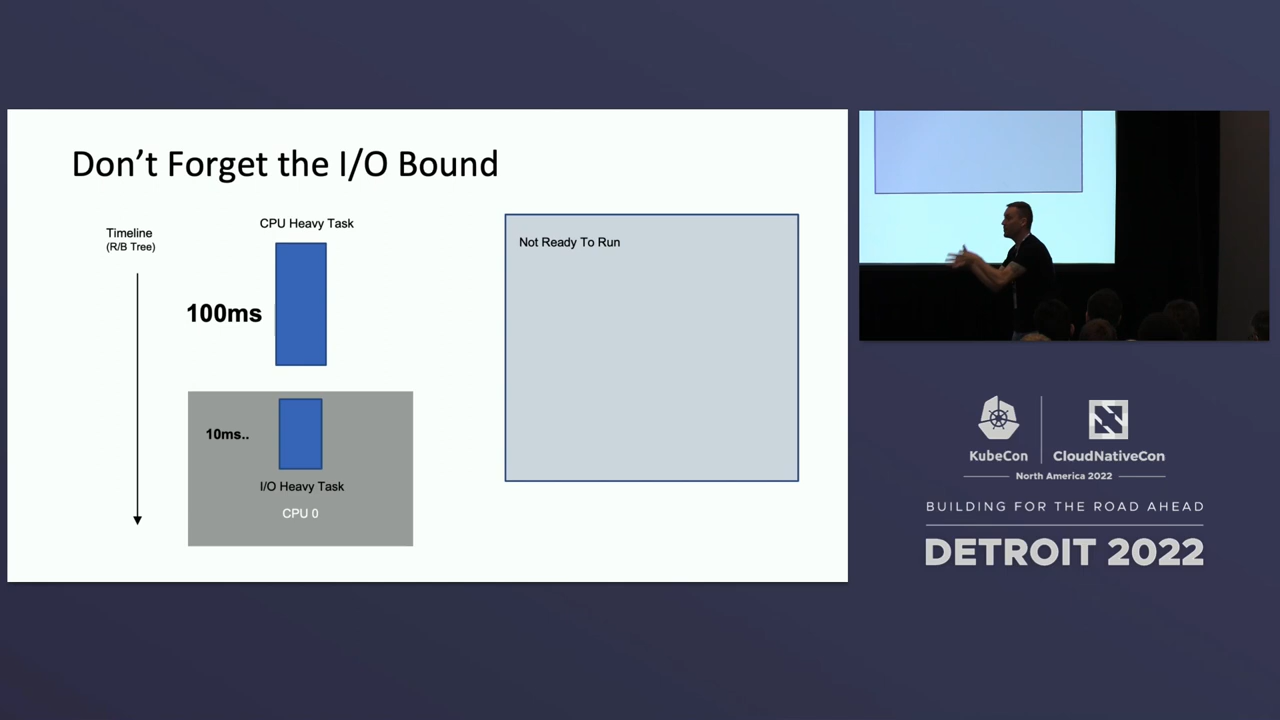 Don’t Forget the I/O Bound
Timeline
(R/B Tree)
CPU Heavy Task
100ms
10ms..
I/O Heavy Task
CPU 0
Not Ready To Run
KubeCon
CloudNativeCon
North America 2022
BUILDING FOR THE ROAD AHEAD
DETROIT 2022